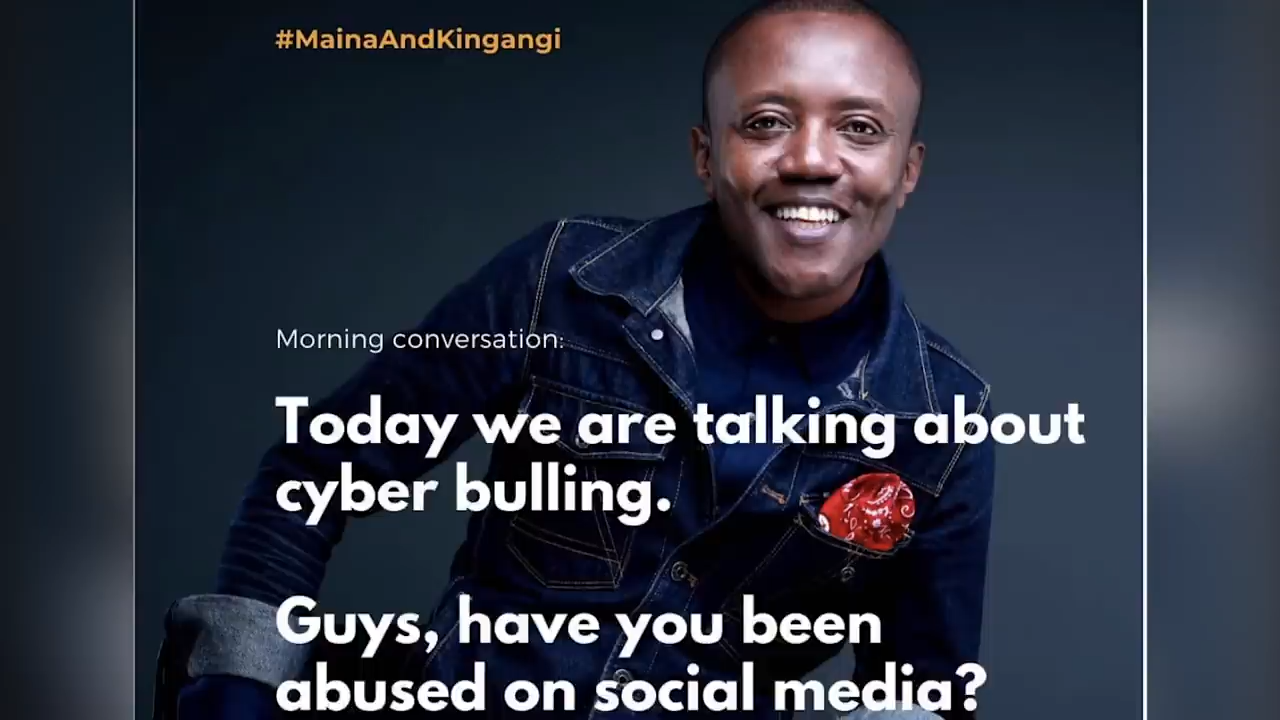 #MainaAndKingangi
Morning conversation:
Today we are talking about
cyber bulling.
Guys, have you been
abused on social media?